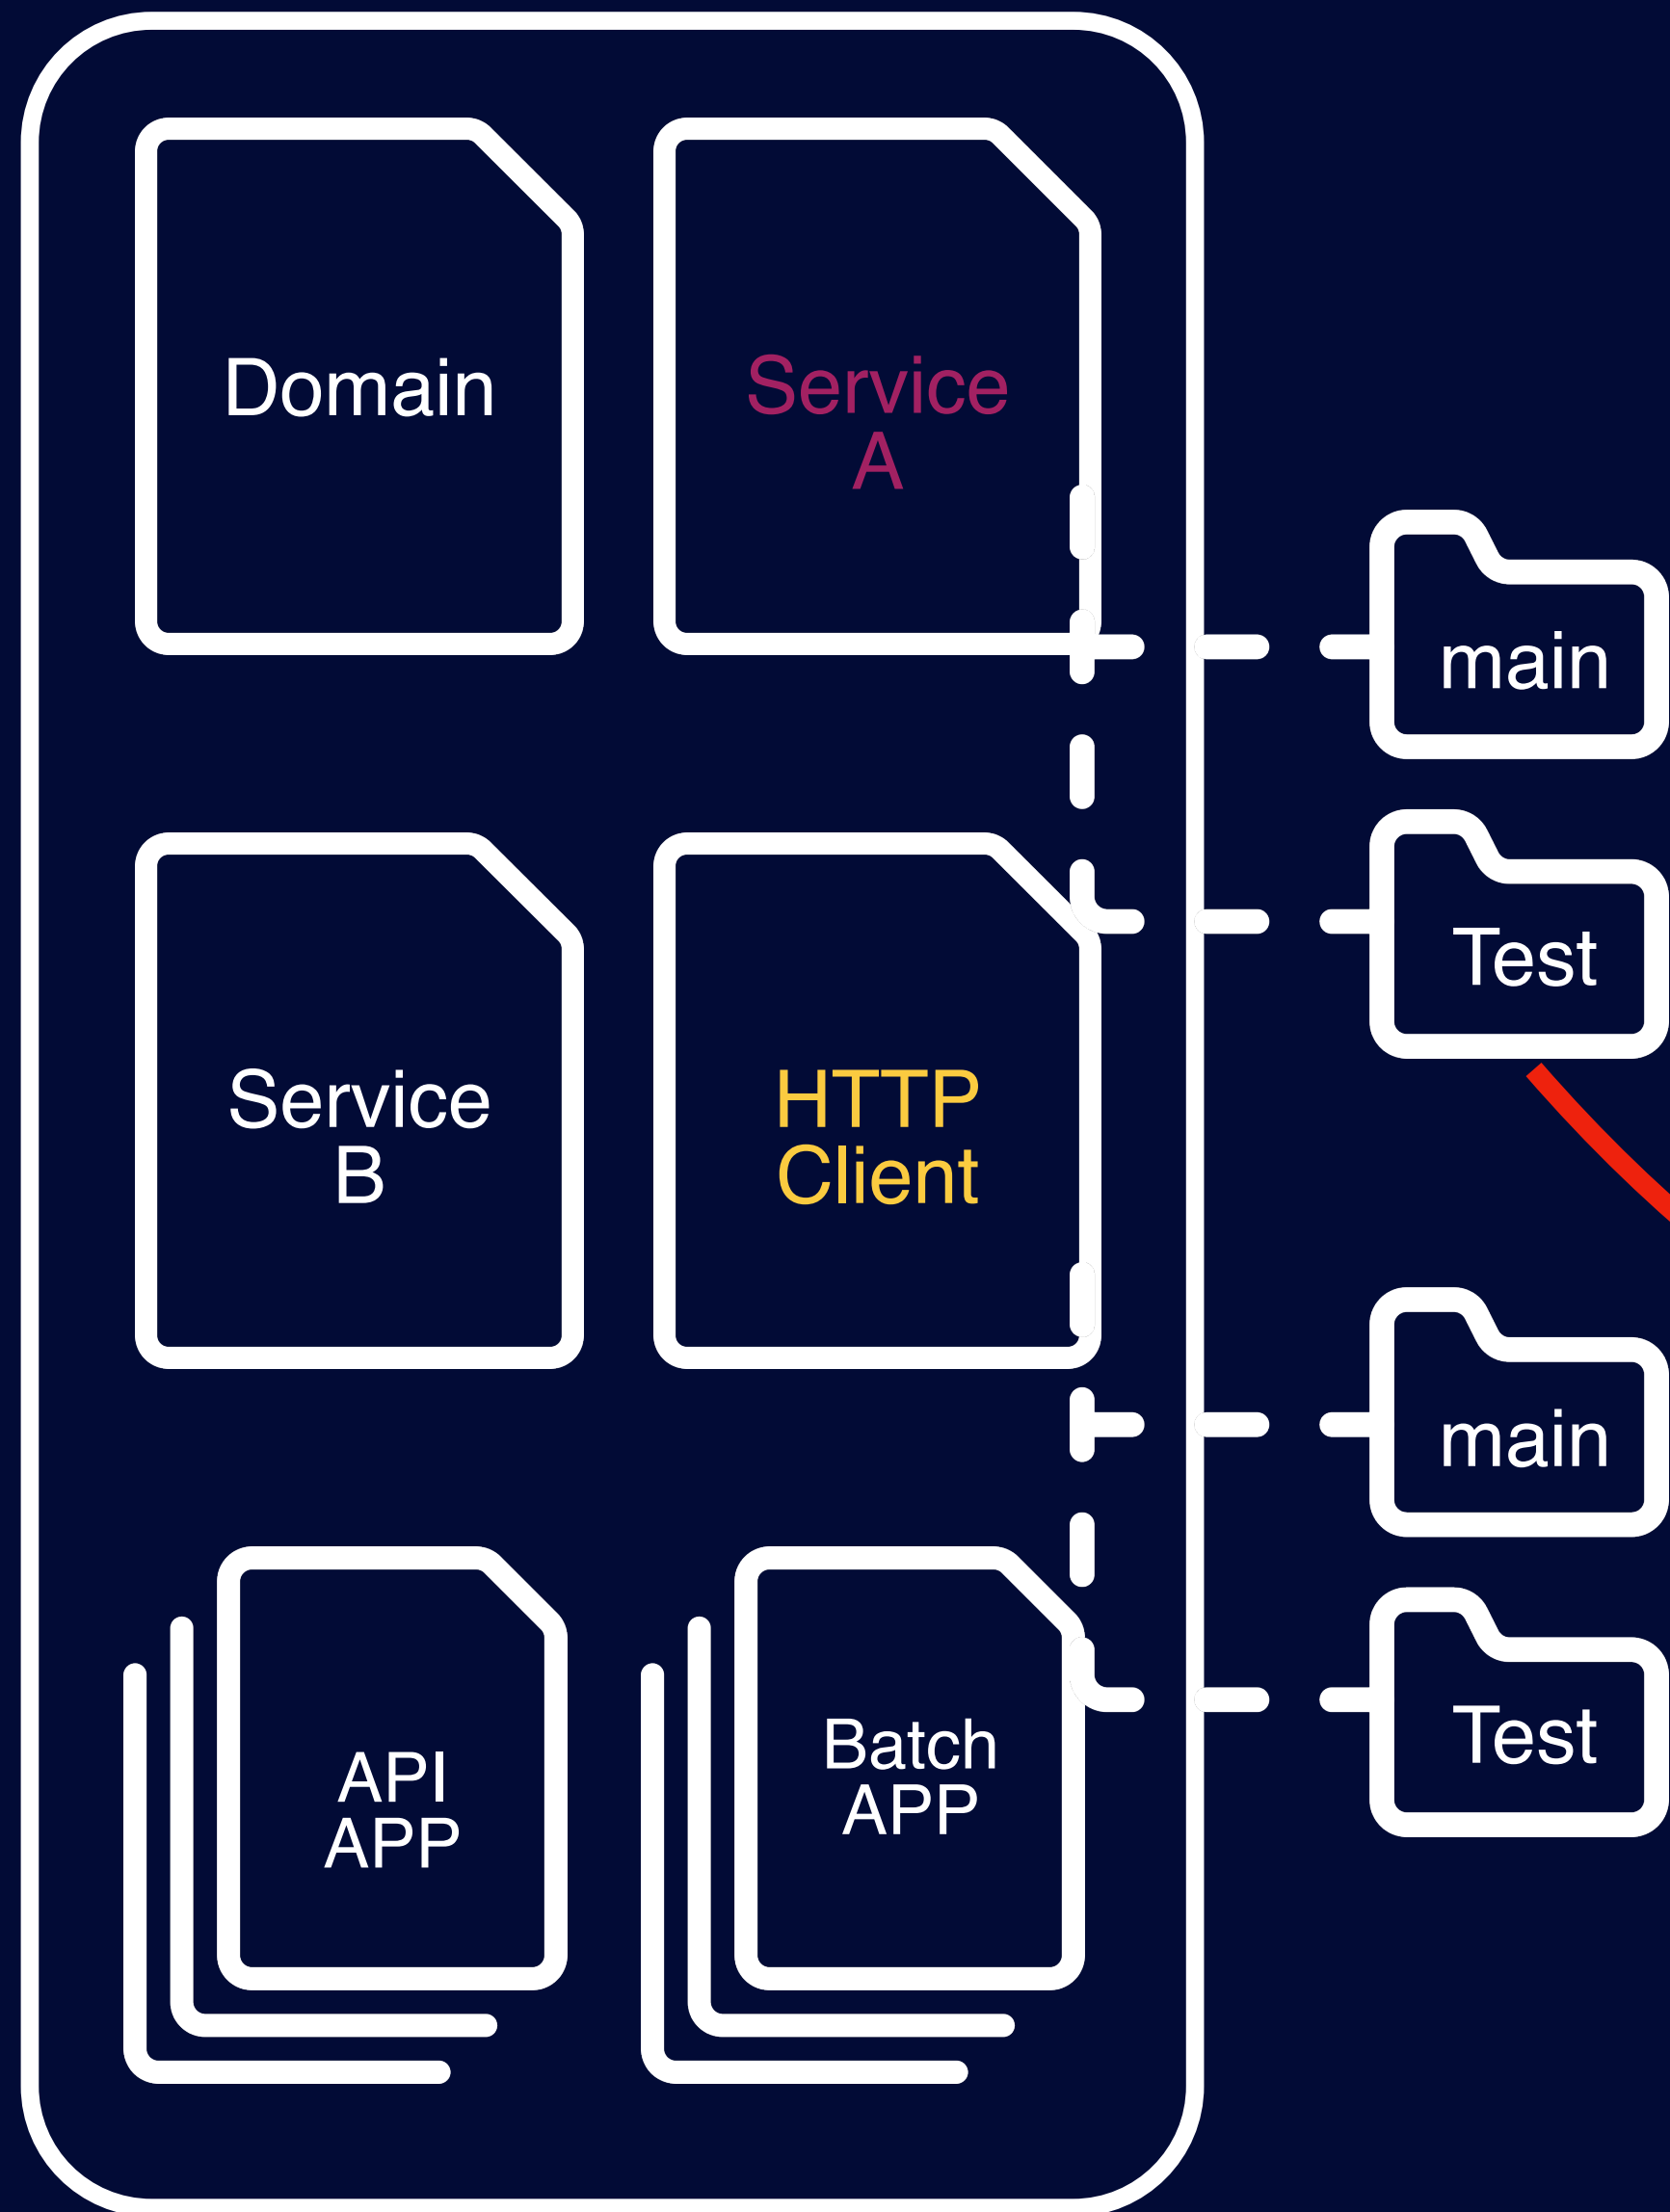 Domain
Service
A
main
Test
Service
B
HTTP
Client
main
Test
API
APP
Batch
APP